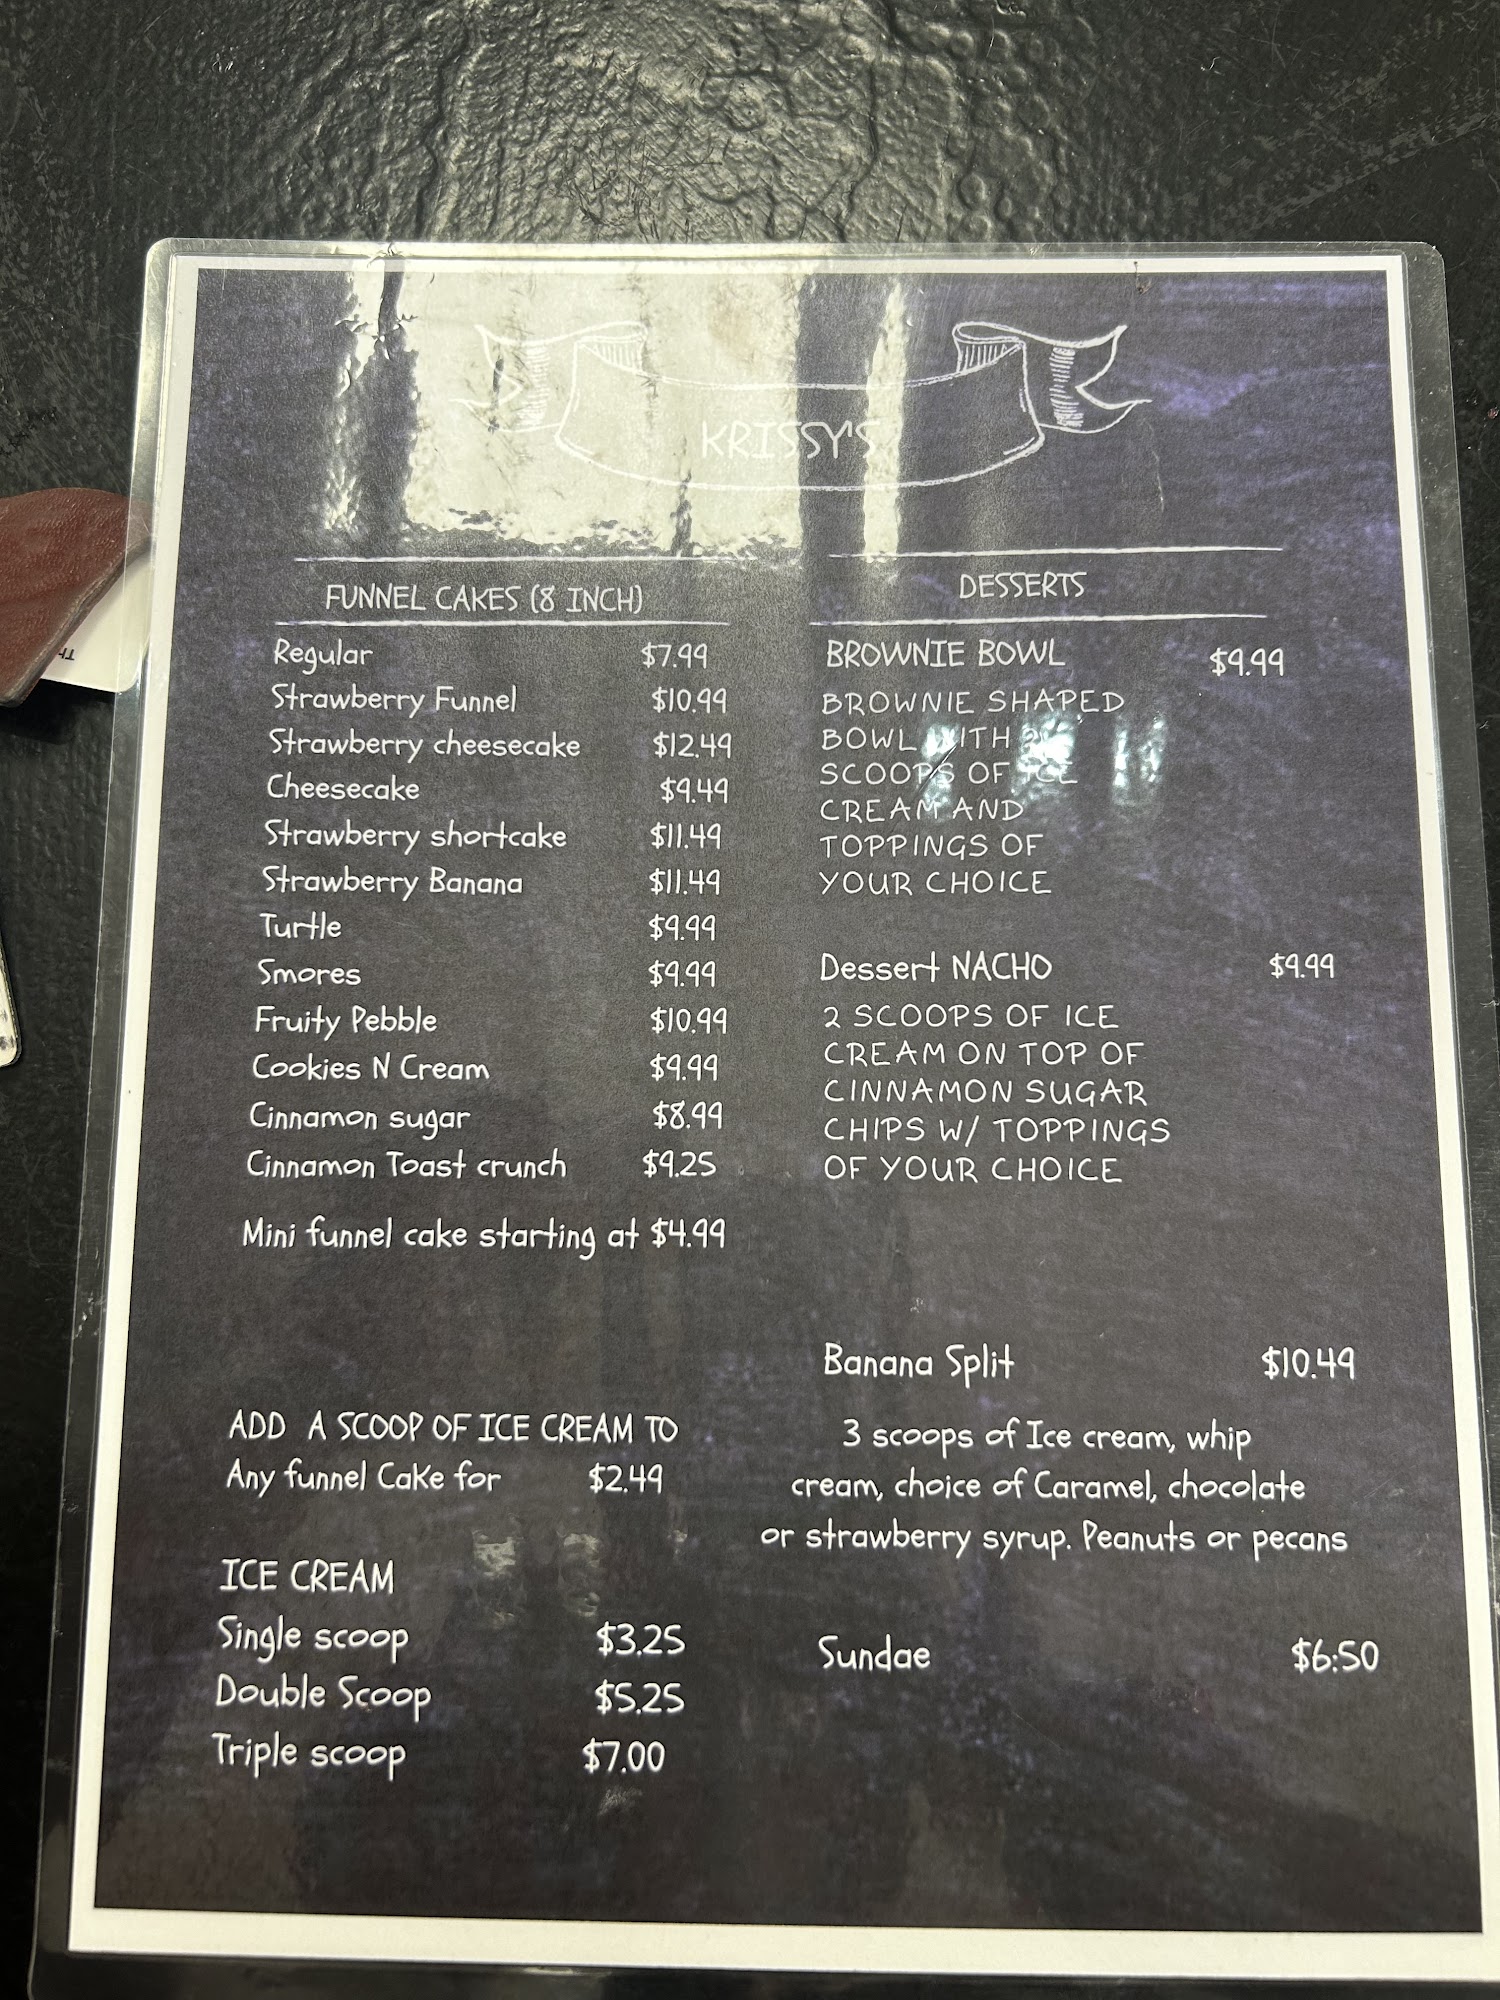 KRISSY'S
FUNNEL CAKES (8 INCH)
Regular $7.99
Strawberry Funnel $10.99
Strawberry cheesecake $12.49
Cheesecake $9.49
Strawberry shortcake $11.49
Strawberry Banana $11.49
Turtle $9.99
Smores $9.99
Fruity Pebble $10.99
Cookies N Cream $9.99
Cinnamon sugar $8.99
Cinnamon Toast crunch $9.25
Mini funnel cake starting at $4.99
ADD A SCOOP OF ICE CREAM TO
Any funnel Cake for $2.49
ICE CREAM
Single scoop $3.25
Double Scoop $5.25
Triple scoop $7.00
DESSERTS
BROWNIE BOWL $9.99
BROWNIE SHAPED
BOWL WITH
SCOOPS OF ICE
CREAM AND
TOPPINGS OF
YOUR CHOICE
Dessert NACHO $9.99
2 SCOOPS OF ICE
CREAM ON TOP OF
CINNAMON SUGAR
CHIPS W/ TOPPINGS
OF YOUR CHOICE
Banana Split $10.49
3 scoops of Ice cream, whip
cream, choice of Caramel, chocolate
or strawberry syrup. Peanuts or pecans
Sundae $6:50